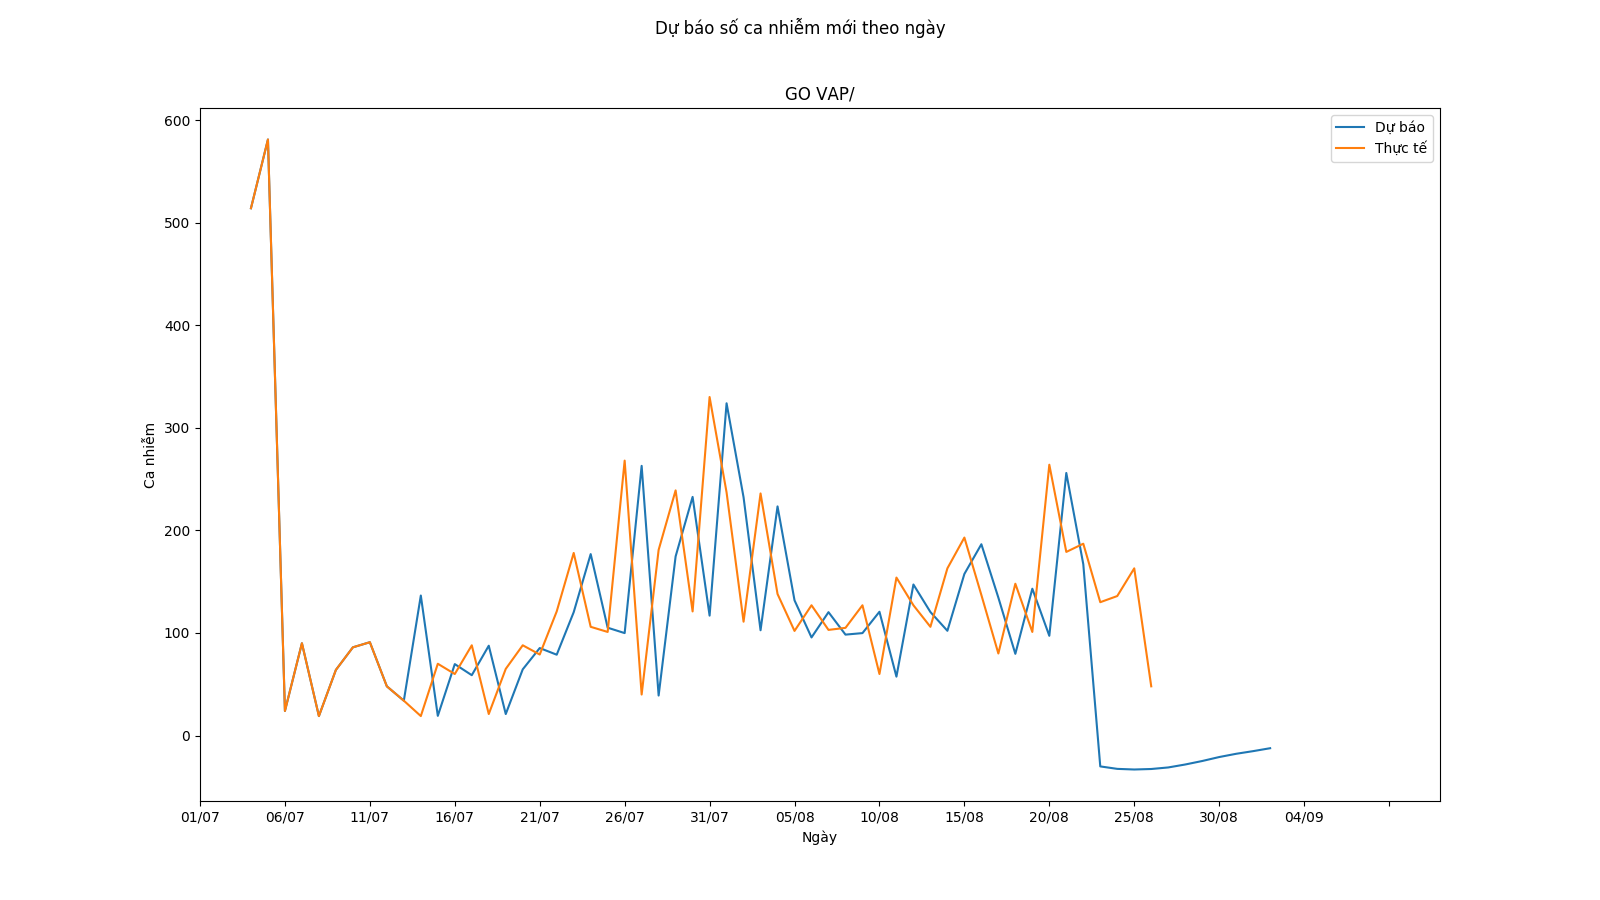 Dự báo số ca nhiễm mới theo ngày
GO VAP/
Dự báo
Thực tế
600
500
400
300
200
100
0
Ca nhiễm
01/07 06/07 11/07 16/07 21/07 26/07 31/07 05/08 10/08 15/08 20/08 25/08 30/08 04/09
Ngày